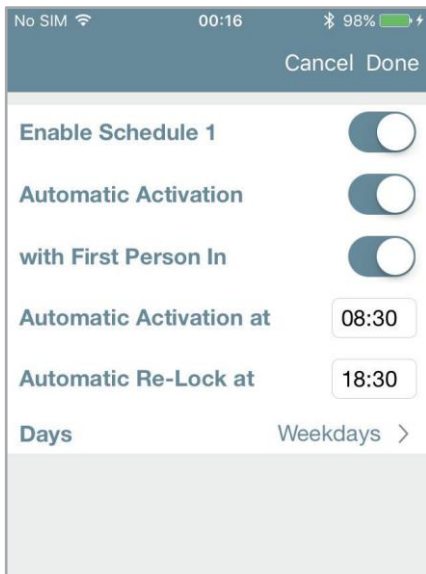 No SIM 00:16 98%
Cancel Done
Enable Schedule 1
Automatic Activation
with First Person In
Automatic Activation at 08:30
Automatic Re-Lock at 18:30
Days Weekdays